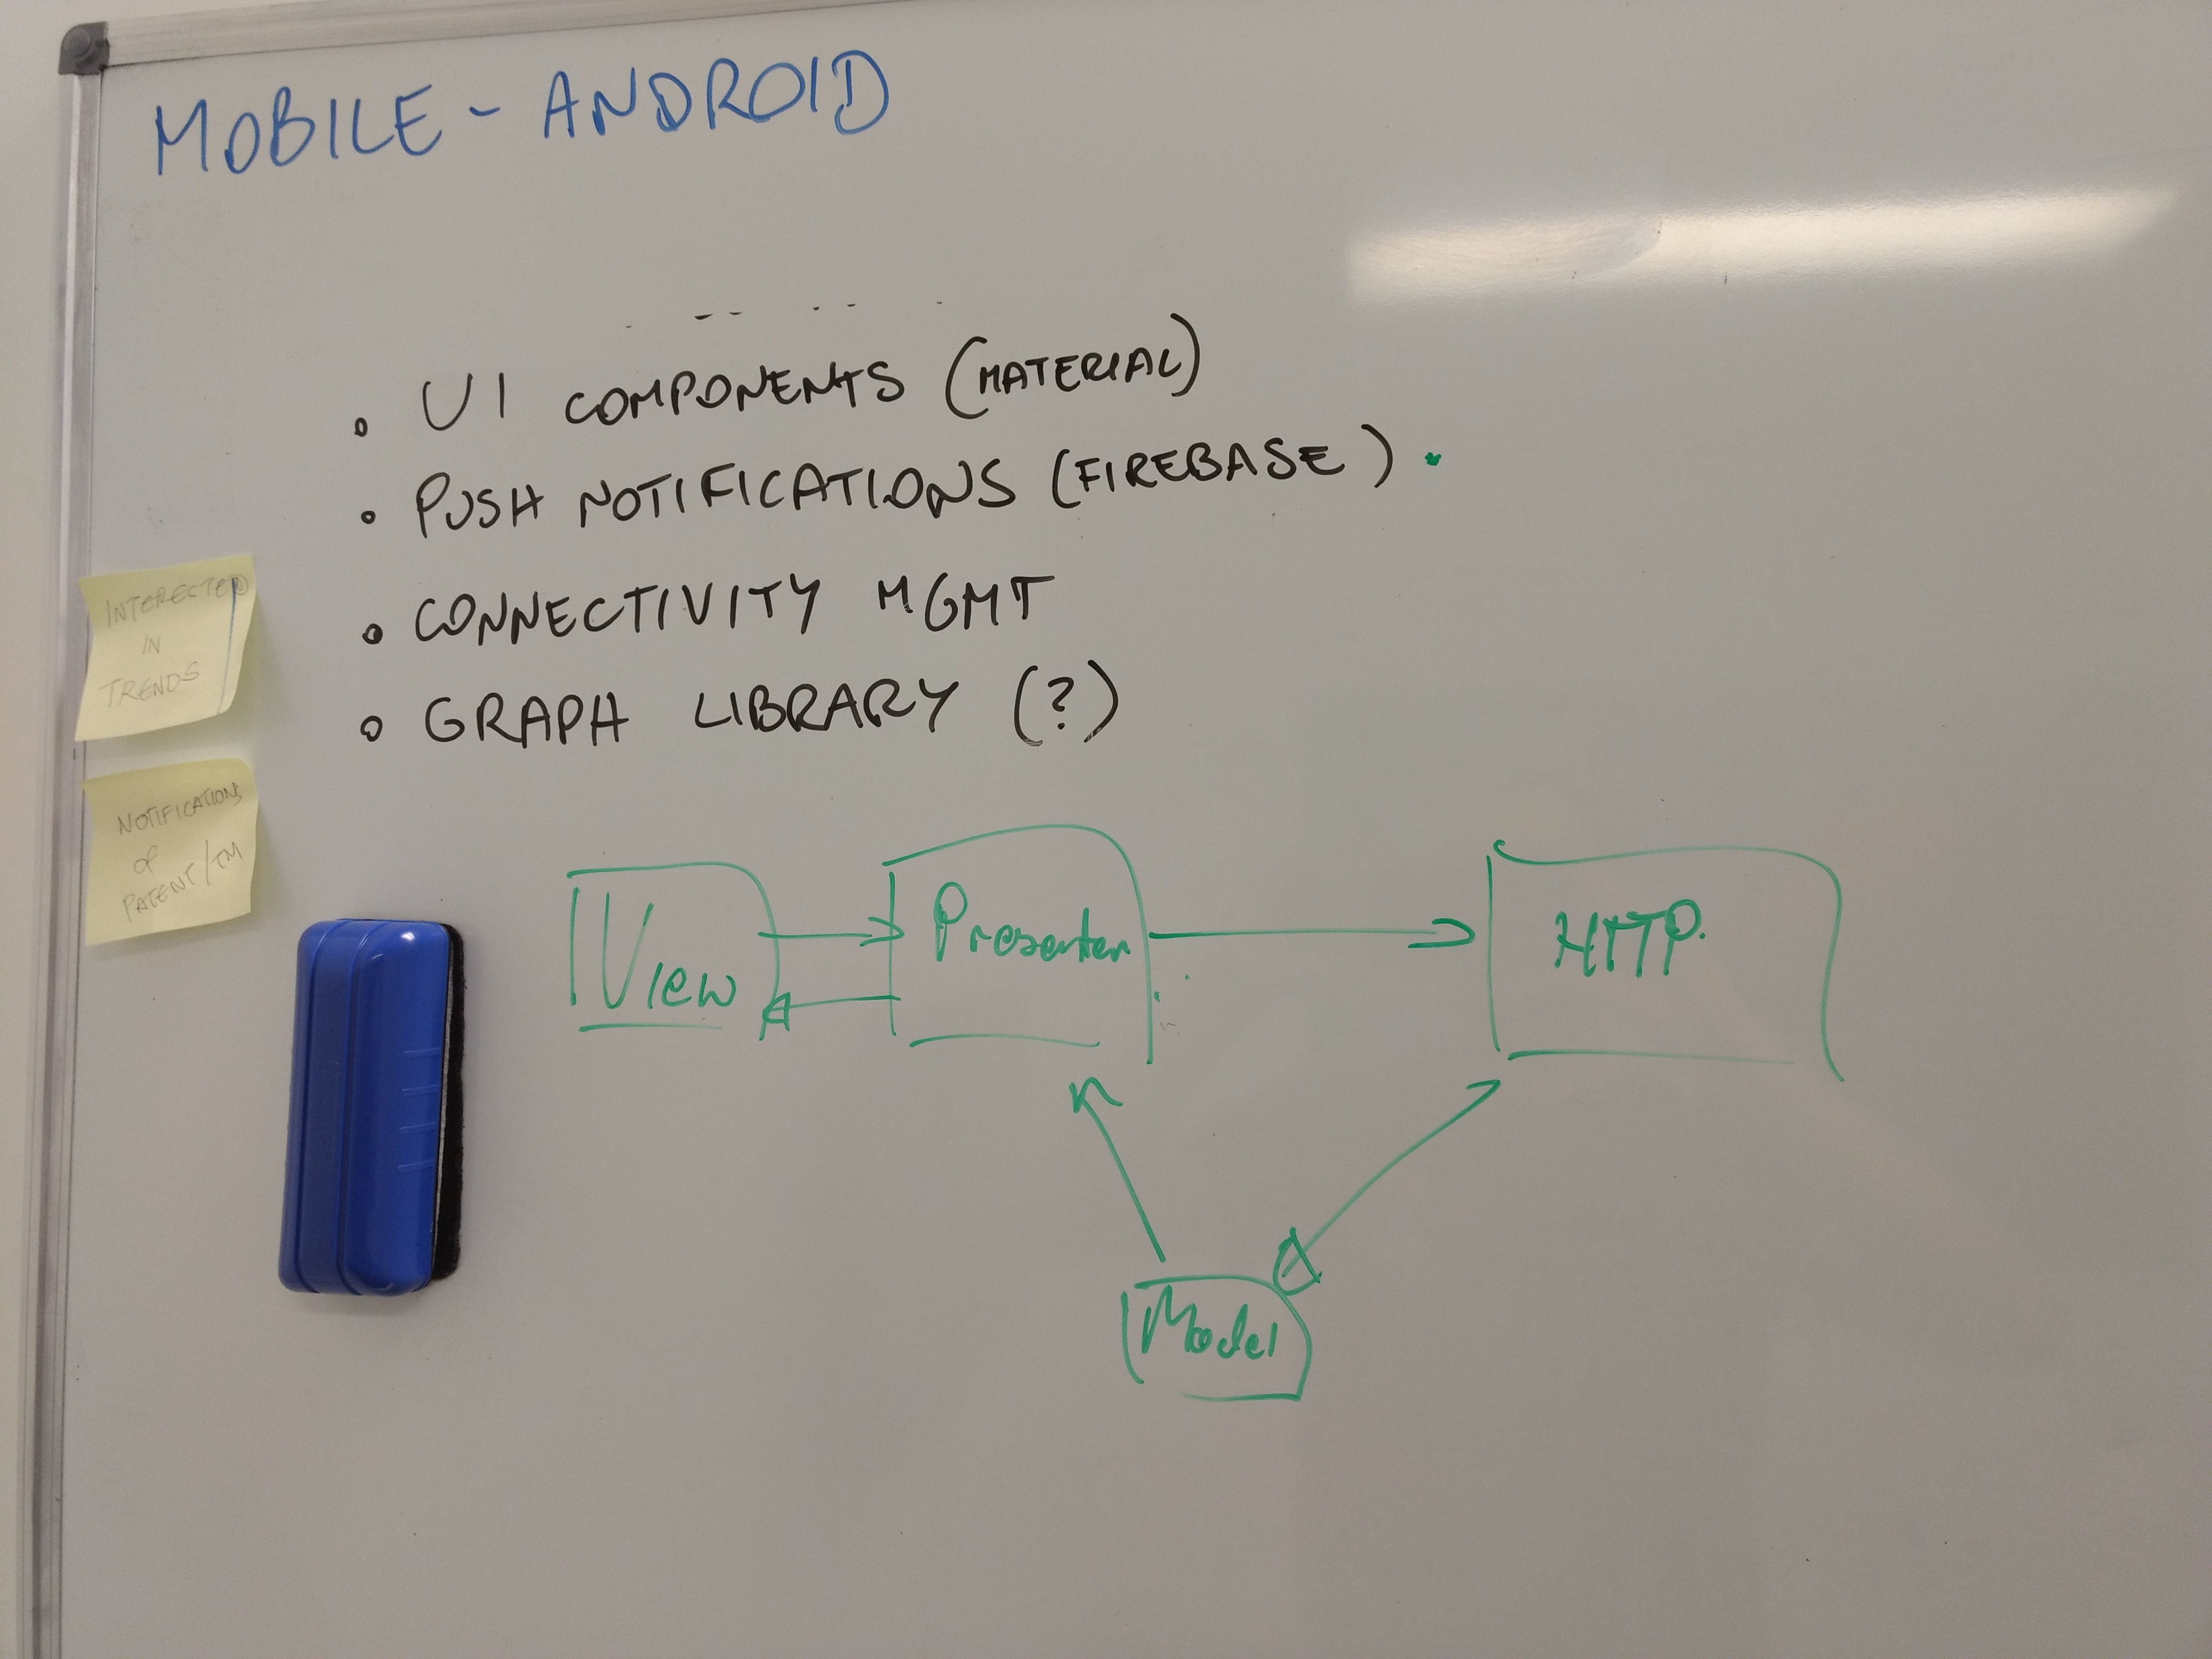 MOBILE - ANDROID
• UI COMPONENTS (MATERIAL)
• PUSH NOTIFICATIONS (FIREBASE)
• CONNECTIVITY MGMT
• GRAPH LIBRARY (?)
INTERECTED
IN
TRENDS
NOTIFICATIONS
of
PATENT/TM
View
Presenter
HTTP.
Model